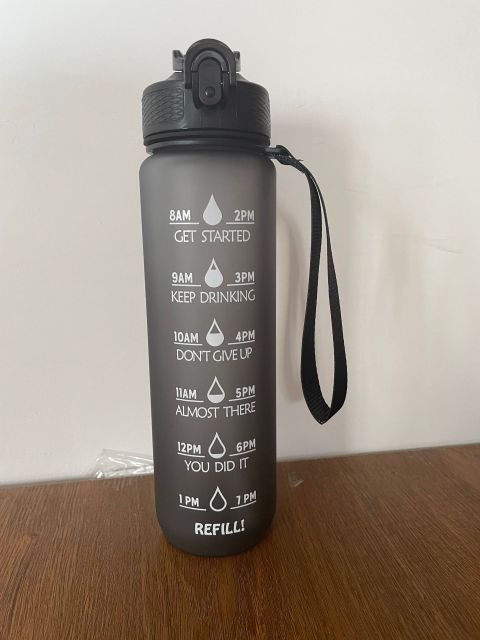 8AM 2PM
GET STARTED
9AM 3PM
KEEP DRINKING
10AM 4PM
DON'T GIVE UP
11AM 5PM
ALMOST THERE
12PM 6PM
YOU DID IT
1PM 7PM
REFILL!